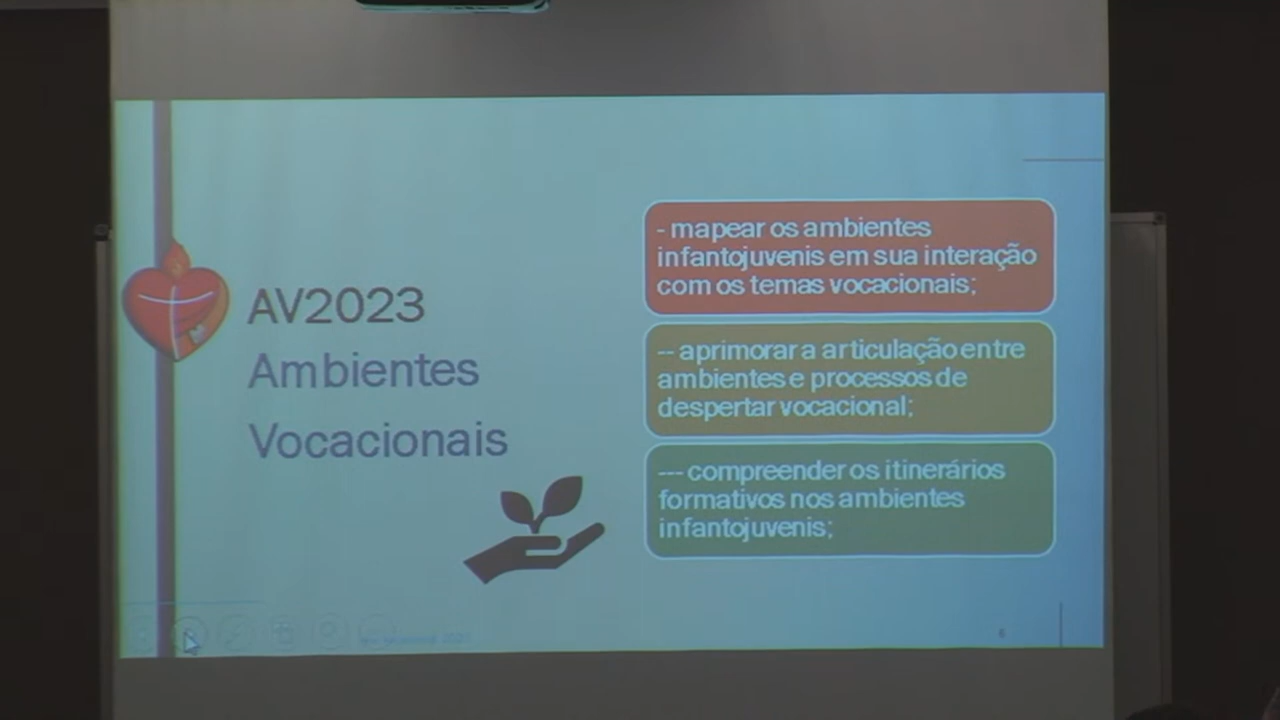 AV2023
Ambientes
Vocacionais
- mapear os ambientes
infantojuvenis em sua interação
com os temas vocacionais;
-- aprimorar a articulação entre
ambientes e processos de
despertar vocacional;
--- compreender os itinerários
formativos nos ambientes
infantojuvenis;
6